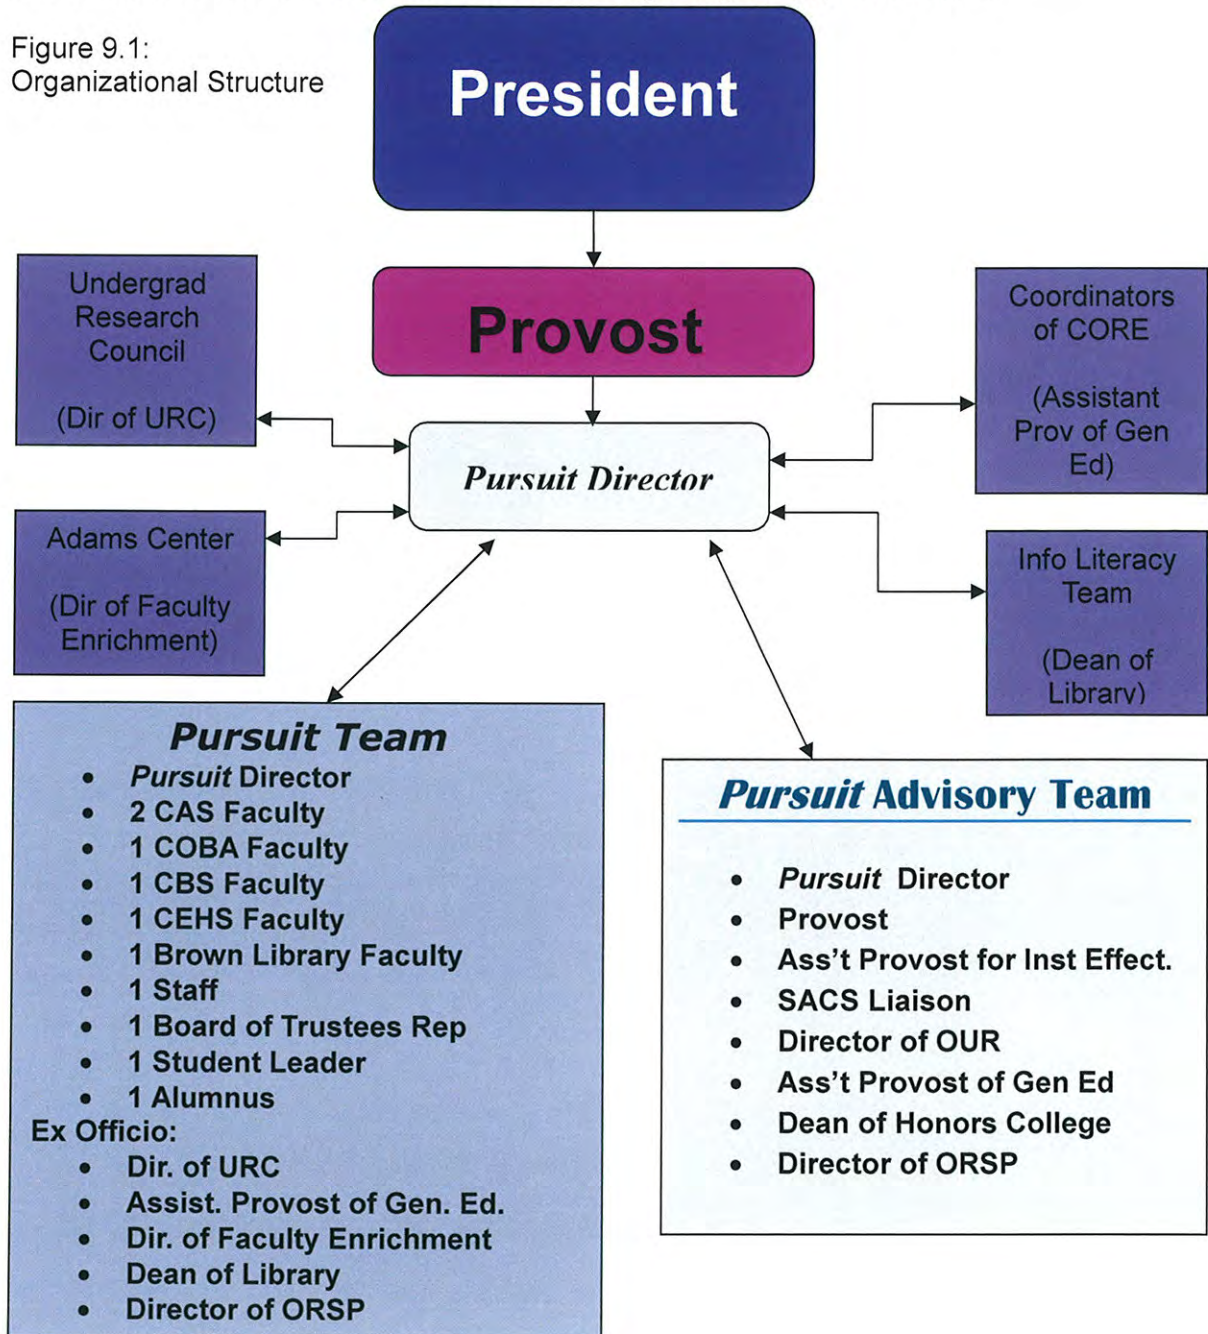 Figure 9.1:
Organizational Structure
President
Provost
Undergrad
Research
Council
(Dir of URC)
Coordinators
of CORE
(Assistant
Prov of Gen
Ed)
Pursuit Director
Adams Center
(Dir of Faculty
Enrichment)
Info Literacy
Team
(Dean of
Library)
Pursuit Team
• Pursuit Director
• 2 CAS Faculty
• 1 COBA Faculty
• 1 CBS Faculty
• 1 CEHS Faculty
• 1 Brown Library Faculty
• 1 Staff
• 1 Board of Trustees Rep
• 1 Student Leader
• 1 Alumnus
Ex Officio:
• Dir. of URC
• Assist. Provost of Gen. Ed.
• Dir. of Faculty Enrichment
• Dean of Library
• Director of ORSP
Pursuit Advisory Team
• Pursuit Director
• Provost
• Ass't Provost for Inst Effect.
• SACS Liaison
• Director of OUR
• Ass't Provost of Gen Ed
• Dean of Honors College
• Director of ORSP